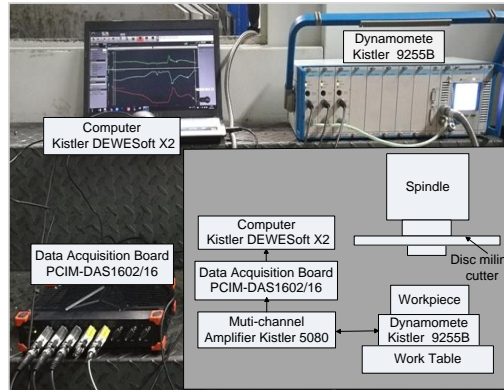 Dynamomete
Kistler 9255B
Computer
Kistler DEWESoft X2
Data Acquisition Board
PCIM-DAS1602/16
Spindle
Computer
Kistler DEWESoft X2
Disc miling
cutter
Data Acquisition Board
PCIM-DAS1602/16
Workpiece
Muti-channel
Amplifier Kistler 5080
Dynamomete
Kistler 9255B
Work Table